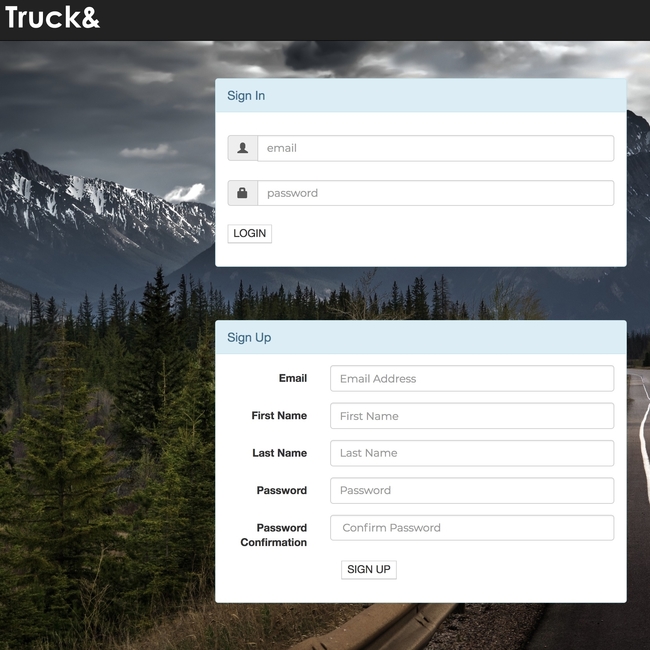 Truck&
Sign In
email
password
LOGIN
Sign Up
Email
Email Address
First Name
First Name
Last Name
Last Name
Password
Password
Password
Confirmation
Confirm Password
SIGN UP